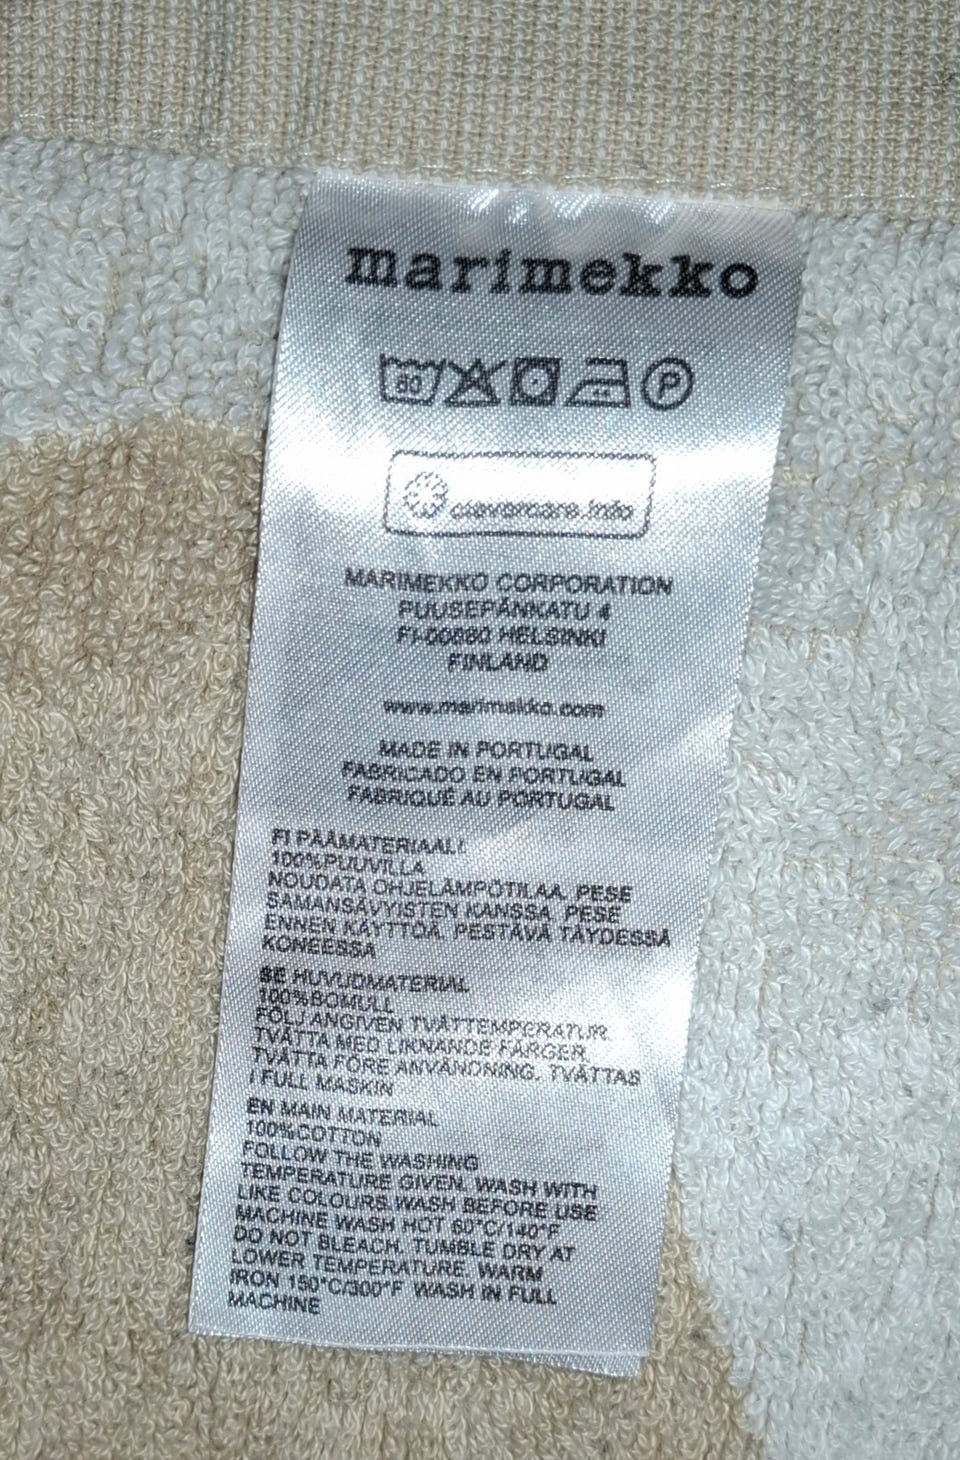 marimekko
60
P
clevercare.info
MARIMEKKO CORPORATION
PUUSEPÄNKATU 4
FI-00880 HELSINKI
FINLAND
www.marimekko.com
MADE IN PORTUGAL
FABRICADO EN PORTUGAL
FABRIQUÉ AU PORTUGAL
FI PÄÄMATERIAALI
100%PUUVILLA
NOUDATA OHJELÄMPÖTILAA. PESE
SAMANSÄVYISTEN KANSSA. PESE
ENNEN KÄYTTÖÄ. PESTÄVÄ TÄYDESSÄ
KONEESSA
SE HUVUDMATERIAL
100%BOMULL
FÖLJ ANGIVEN TVÄTTEMPERATUR.
TVÄTTA MED LIKNANDE FÄRGER.
TVÄTTA FÖRE ANVÄNDNING. TVÄTTAS
I FULL MASKIN
EN MAIN MATERIAL
100%COTTON
FOLLOW THE WASHING
TEMPERATURE GIVEN. WASH WITH
LIKE COLOURS.WASH BEFORE USE
MACHINE WASH HOT 60°C/140°F
DO NOT BLEACH. TUMBLE DRY AT
LOWER TEMPERATURE. WARM
IRON 150°C/300°F WASH IN FULL
MACHINE